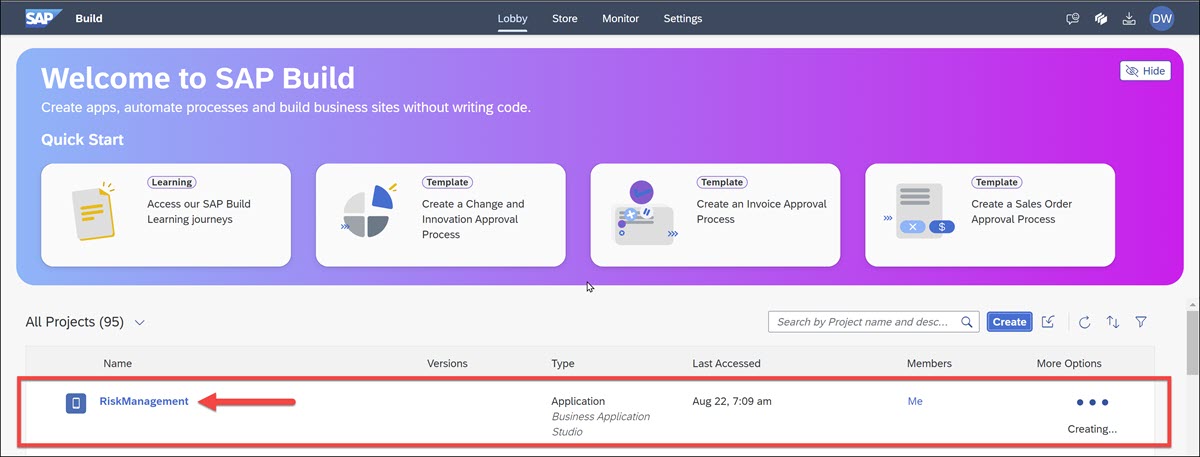 SAP Build Lobby Store Monitor Settings DW
Welcome to SAP Build
Hide
Create apps, automate processes and build business sites without writing code.
Quick Start
Learning
Access our SAP Build
Learning journeys
Template
Create a Change and
Innovation Approval
Process
Template
Create an Invoice Approval
Process
Template
Create a Sales Order
Approval Process
All Projects (95)
Search by Project name and desc...
Create
Name Versions Type Last Accessed Members More Options
RiskManagement Application Aug 22, 7:09 am Me
Business Application
Studio
Creating...